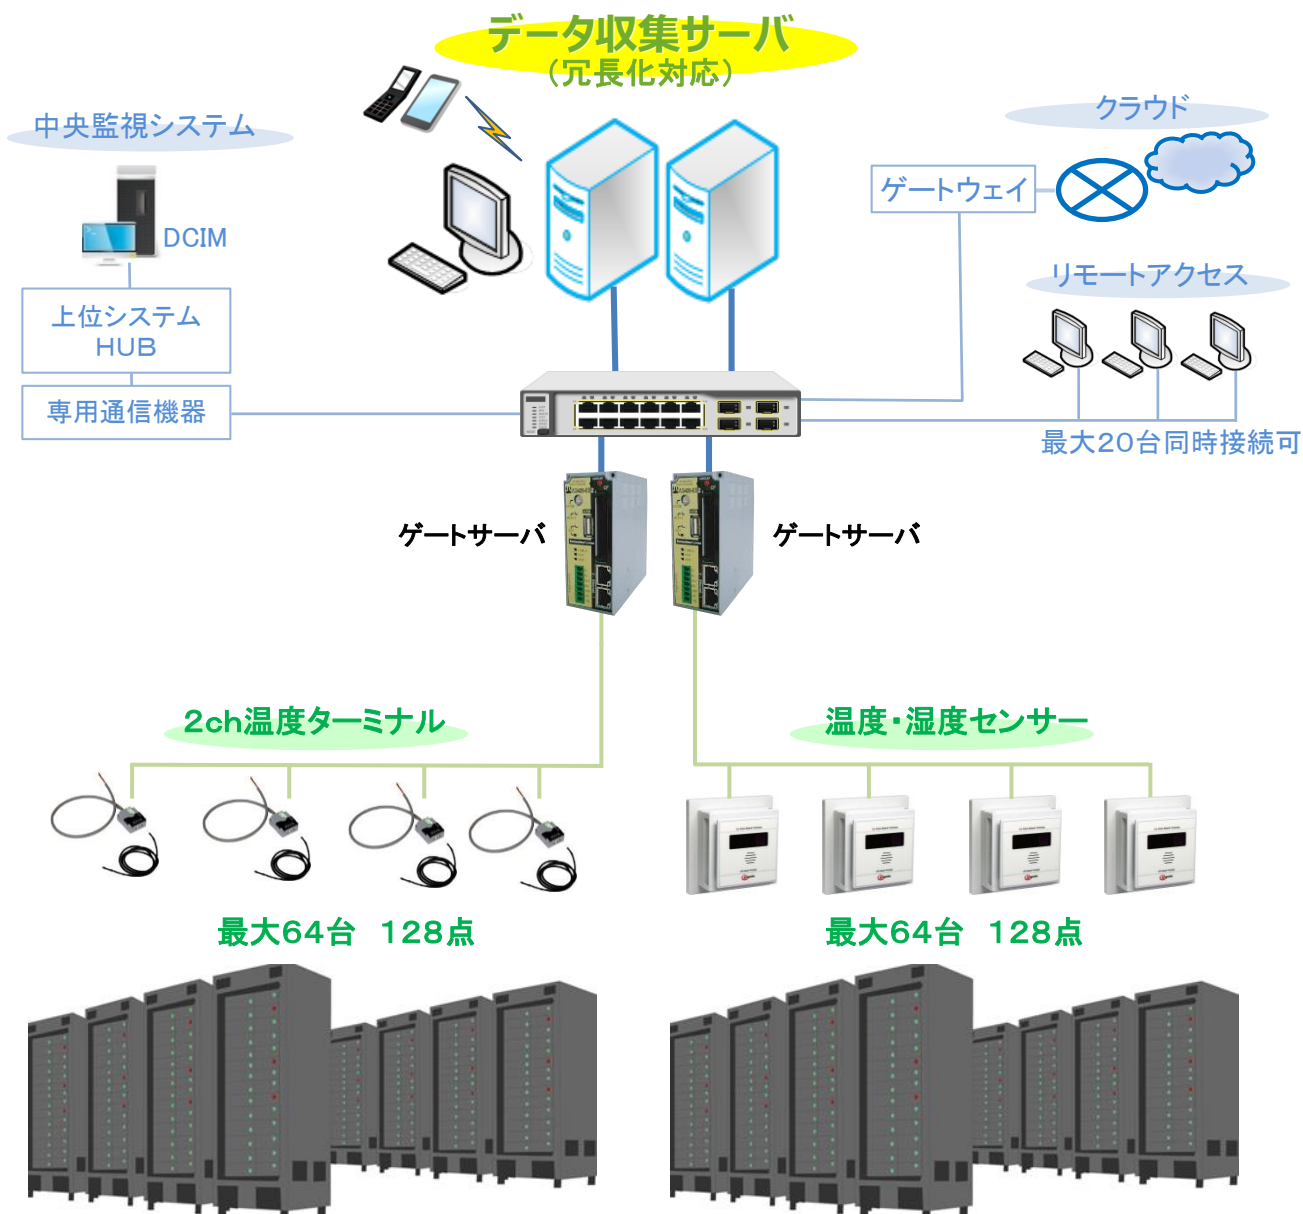 データ収集サーバ
（冗長化対応）
中央監視システム
DCIM
上位システム
HUB
専用通信機器
クラウド
ゲートウェイ
リモートアクセス
最大20台同時接続可
ゲートサーバ
ゲートサーバ
2ch温度ターミナル
温度・湿度センサー
最大64台　128点
最大64台　128点